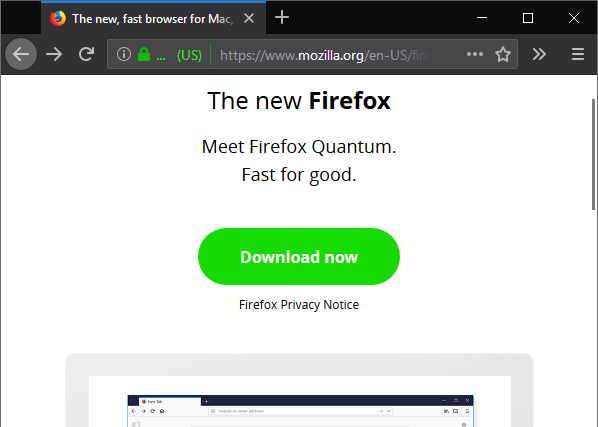 The new, fast browser for Mac,
... (US) https://www.mozilla.org/en-US/fire
The new Firefox
Meet Firefox Quantum.
Fast for good.
Download now
Firefox Privacy Notice
New Tab
Search or enter address